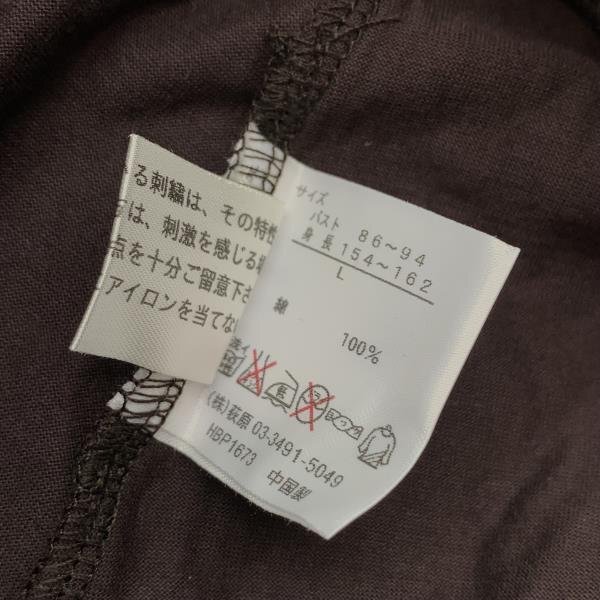 る刺繍は、その特性
は、刺激を感じる場
点を十分ご留意下さ
アイロンを当てな
サイズ
バスト 86~94
身長 154~162
L
綿 100%
(株)荻原 03-3491-5049
HBP1673 中国製